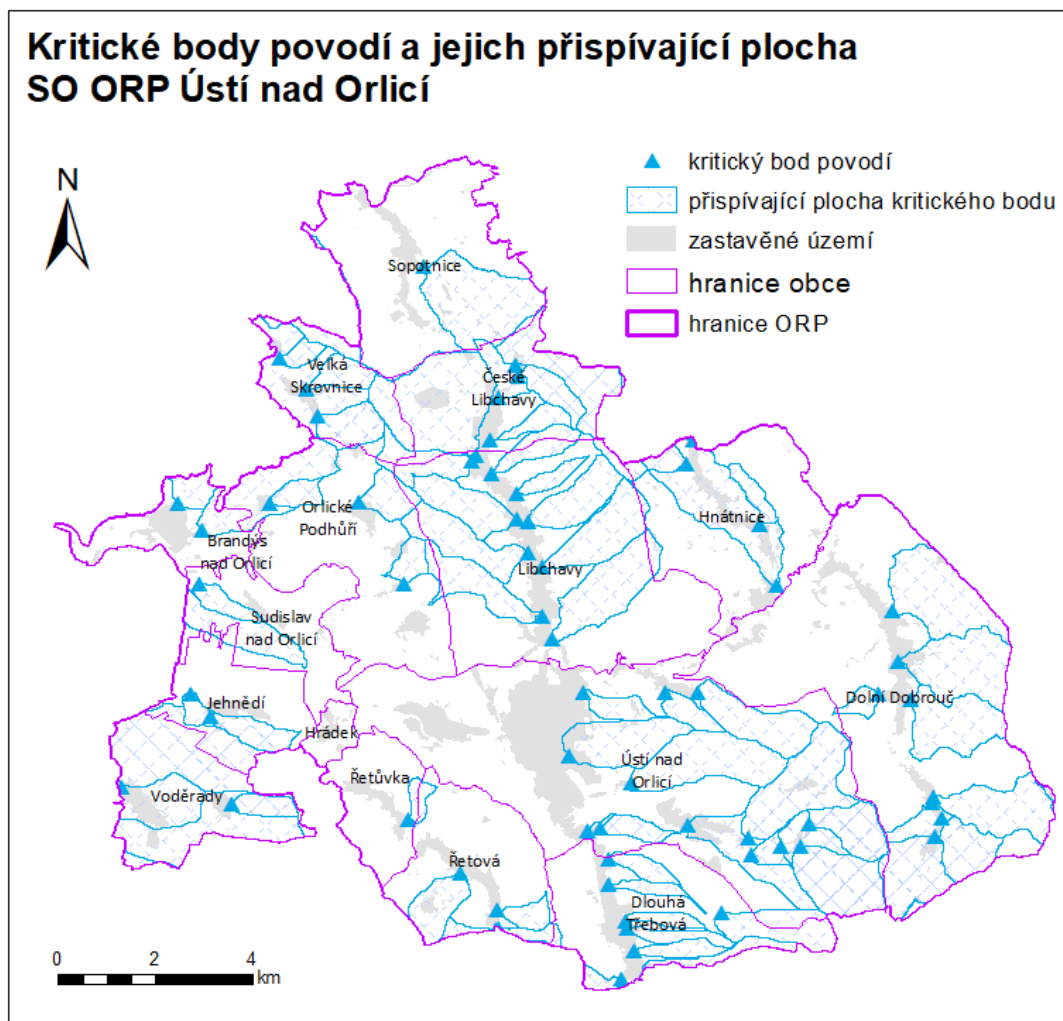 Kritické body povodí a jejich přispívající plocha
SO ORP Ústí nad Orlicí
N
kritický bod povodí
přispívající plocha kritického bodu
zastavěné území
hranice obce
hranice ORP
Sopotnice
Velká
Skrovnice
České
Libchavy
Orlické
Podhůří
Hnátnice
Brandýs
nad Orlicí
Libchavy
Sudislav
nad Orlicí
Jehnědí
Dolní Dobrouč
Hrádek
Ústí nad
Orlicí
Řetůvka
Voděrady
Řetová
Dlouhá
Třebová
0 2 4
km